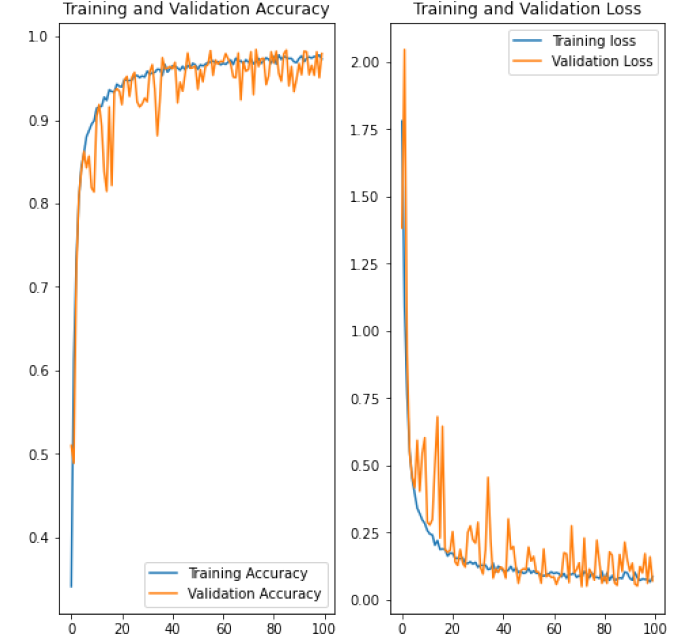 Training and Validation Accuracy
1.0
0.9
0.8
0.7
0.6
0.5
0.4
0 20 40 60 80 100
Training Accuracy
Validation Accuracy
Training and Validation Loss
2.00
1.75
1.50
1.25
1.00
0.75
0.50
0.25
0.00
0 20 40 60 80 100
Training loss
Validation Loss